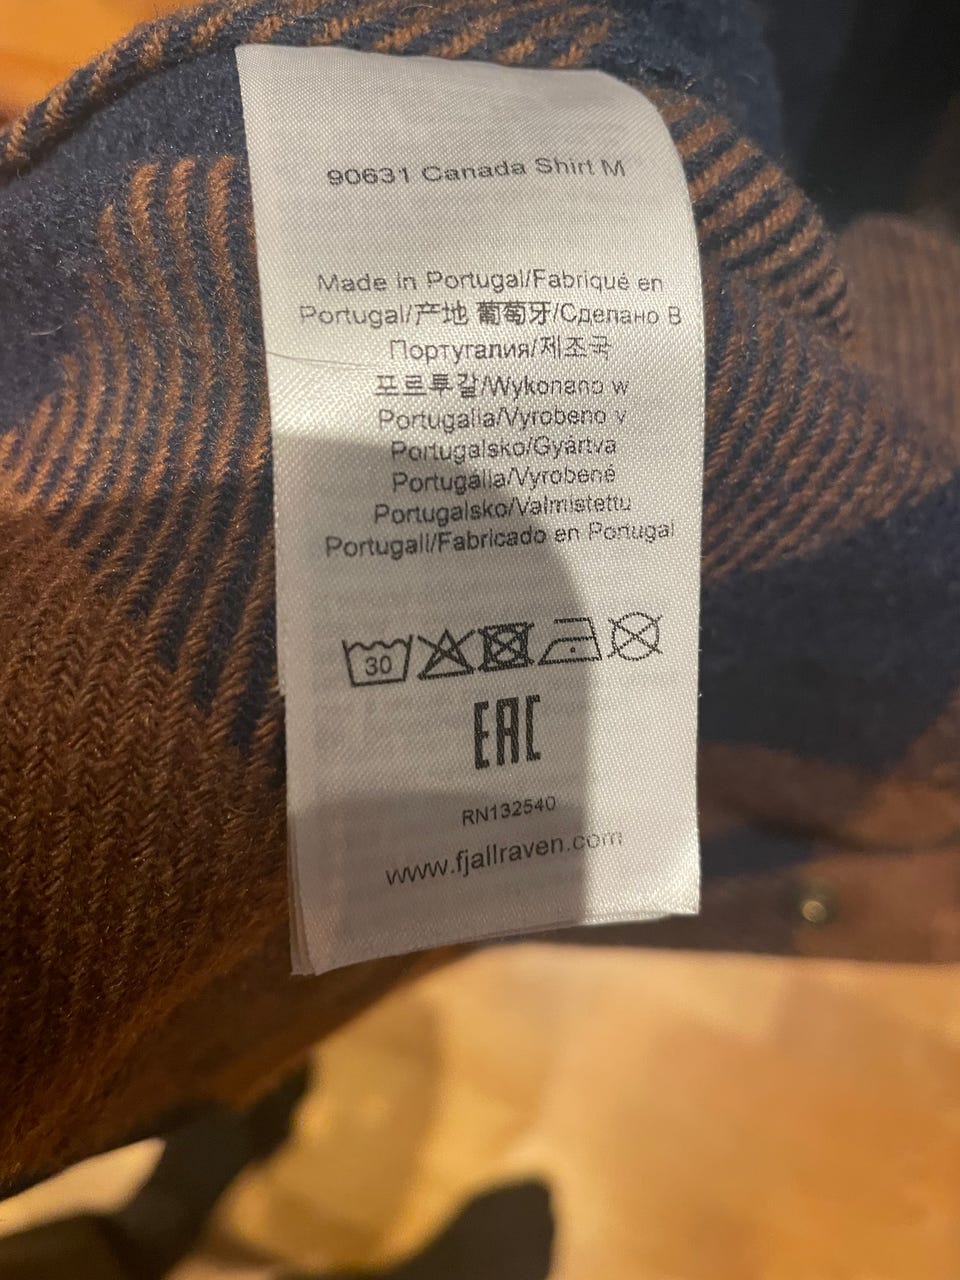 90631 Canada Shirt M
Made in Portugal/Fabriqué en
Portugal/产地 葡萄牙/Сделано В
Португалия/제조국
포르투갈/Wykonano w
Portugalia/Vyrobeno v
Portugalsko/Gyártva
Portugália/Vyrobené
Portugalsko/Valmistettu
Portugali/Fabricado en Portugal
30
EAC
RN132540
www.fjallraven.com